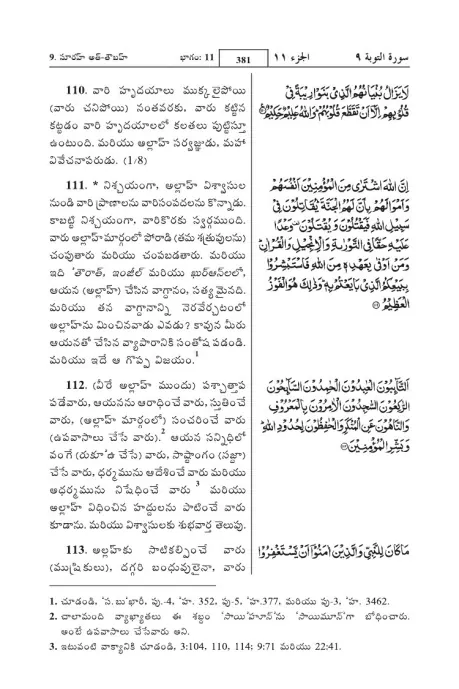 9. సూరహ్ అత్-తౌబహ్ భాగం: 11 381 الجزء ١١ سورة التوبة ٩
110. వారి హృదయాలు ముక్కలైపోయి
(వారు చనిపోయి) నంతవరకు, వారు కట్టిన
కట్టడం వారి హృదయాలలో కలతలు పుట్టిస్తూ
ఉంటుంది. మరియు అల్లాహ్ సర్వజ్ఞుడు, మహా
వివేచనాపరుడు. (1/8)
لَا يَزَالُ بُنْيَانُهُمُ الَّذِي بَنَوْا رِيبَةً فِي
قُلُوبِهِمْ إِلَّا أَن تَقَطَّعَ قُلُوبُهُمْ وَاللَّهُ عَلِيمٌ حَكِيمٌ
111. * నిశ్చయంగా, అల్లాహ్ విశ్వాసుల
నుండి వారి ప్రాణాలను వారిసంపదలను కొన్నాడు.
కాబట్టి నిశ్చయంగా, వారికొరకు స్వర్గముంది.
వారు అల్లాహ్ మార్గంలో పోరాడి (తమ శత్రువులను)
చంపుతారు మరియు చంపబడతారు. మరియు
ఇది తౌరాత్, ఇంజీల్ మరియు ఖుర్ఆన్‌లలో,
ఆయన (అల్లాహ్) చేసిన వాగ్దానం, సత్యమైనది.
మరియు తన వాగ్దానాన్ని నెరవేర్చటంలో
అల్లాహ్‌ను మించినవాడు ఎవడు? కావున మీరు
ఆయనతో చేసిన వ్యాపారానికి సంతోషపడండి.
మరియు ఇదే ఆ గొప్ప విజయం.1
إِنَّ اللَّهَ اشْتَرَىٰ مِنَ الْمُؤْمِنِينَ أَنفُسَهُمْ
وَأَمْوَالَهُم بِأَنَّ لَهُمُ الْجَنَّةَ يُقَاتِلُونَ فِي
سَبِيلِ اللَّهِ فَيَقْتُلُونَ وَيُقْتَلُونَ وَعْدًا
عَلَيْهِ حَقًّا فِي التَّوْرَاةِ وَالْإِنجِيلِ وَالْقُرْآنِ
وَمَنْ أَوْفَىٰ بِعَهْدِهِ مِنَ اللَّهِ فَاسْتَبْشِرُوا
بِبَيْعِكُمُ الَّذِي بَايَعْتُم بِهِ وَذَٰلِكَ هُوَ الْفَوْزُ
الْعَظِيمُ
112. (వీరే అల్లాహ్ ముందు) పశ్చాత్తాప
పడేవారు, ఆయనను ఆరాధించే వారు, స్తుతించే
వారు, (అల్లాహ్ మార్గంలో) సంచరించే వారు
(ఉపవాసాలు చేసే వారు).2 ఆయన సన్నిధిలో
వంగే (రుకూ'ఉ చేసే) వారు, సాష్టాంగం (సజ్దా)
చేసే వారు, ధర్మమును ఆదేశించే వారు మరియు
అధర్మమును నిషేధించే వారు 3 మరియు
అల్లాహ్ విధించిన హద్దులను పాటించే వారు
కూడాను. మరియు విశ్వాసులకు శుభవార్త తెలుపు.
التَّائِبُونَ الْعَابِدُونَ الْحَامِدُونَ السَّائِحُونَ
الرَّاكِعُونَ السَّاجِدُونَ الْآمِرُونَ بِالْمَعْرُوفِ
وَالنَّاهُونَ عَنِ الْمُنكَرِ وَالْحَافِظُونَ لِحُدُودِ اللَّهِ
وَبَشِّرِ الْمُؤْمِنِينَ
113. అల్లాహ్‌కు సాటికల్పించే వారు
(ముష్రికులు), దగ్గరి బంధువులైనా, వారు
مَا كَانَ لِلنَّبِيِّ وَالَّذِينَ آمَنُوا أَن يَسْتَغْفِرُوا
1. చూడండి, 'స.బు'ఖారీ, పు.-4, 'హ. 352, పు-5, 'హ.377, మరియు పు-3, 'హ. 3462.
2. చాలామంది వ్యాఖ్యాతలు ఈ శబ్దం 'సాయి'హూన్'ను 'సాయిమూన్'గా బోధించారు.
అంటే ఉపవాసాలు చేసేవారు అని.
3. ఇటువంటి వాక్యానికి చూడండి, 3:104, 110, 114; 9:71 మరియు 22:41.